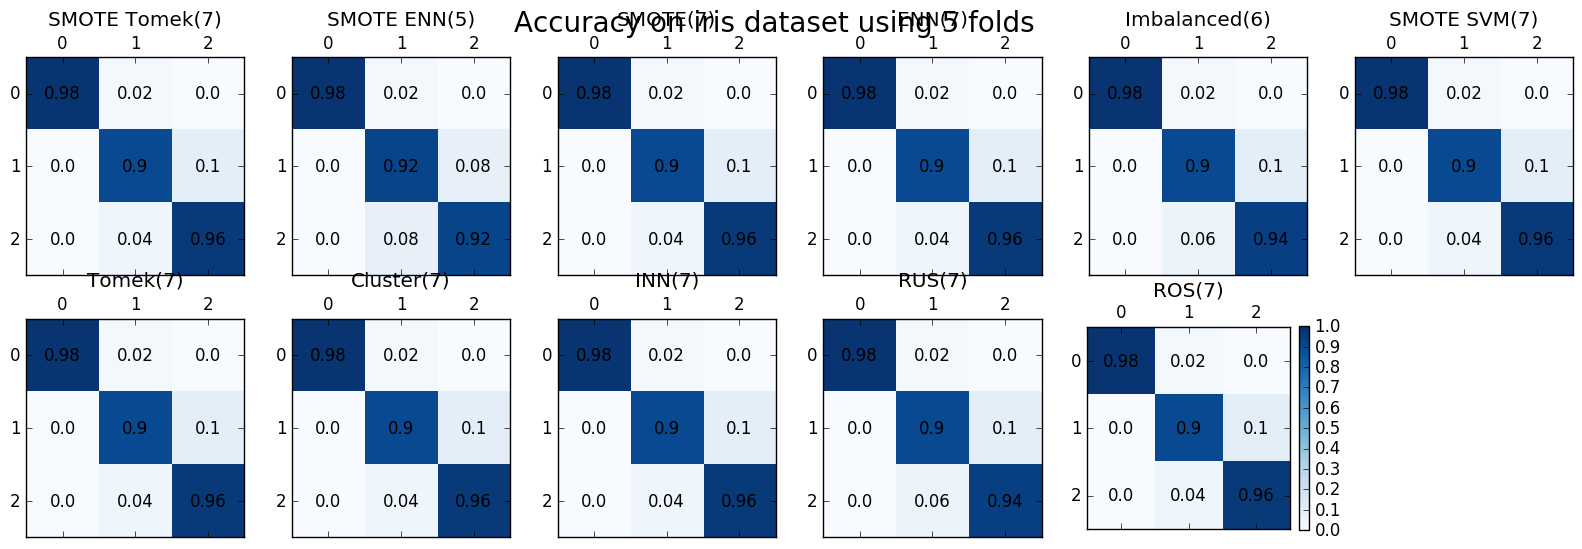 Accuracy on iris dataset using 5 folds
SMOTE Tomek(7) SMOTE ENN(5) SMOTE(7) ENN(7) Imbalanced(6) SMOTE SVM(7)
0 1 2 0 1 2 0 1 2 0 1 2 0 1 2 0 1 2
0 0.98 0.02 0.0 0 0.98 0.02 0.0 0 0.98 0.02 0.0 0 0.98 0.02 0.0 0 0.98 0.02 0.0 0 0.98 0.02 0.0
1 0.0 0.9 0.1 1 0.0 0.92 0.08 1 0.0 0.9 0.1 1 0.0 0.9 0.1 1 0.0 0.9 0.1 1 0.0 0.9 0.1
2 0.0 0.04 0.96 2 0.0 0.08 0.92 2 0.0 0.04 0.96 2 0.0 0.04 0.96 2 0.0 0.06 0.94 2 0.0 0.04 0.96
Tomek(7) Cluster(7) INN(7) RUS(7) ROS(7)
0 1 2 0 1 2 0 1 2 0 1 2 0 1 2
0 0.98 0.02 0.0 0 0.98 0.02 0.0 0 0.98 0.02 0.0 0 0.98 0.02 0.0 0 0.98 0.02 0.0
1 0.0 0.9 0.1 1 0.0 0.9 0.1 1 0.0 0.9 0.1 1 0.0 0.9 0.1 1 0.0 0.9 0.1
2 0.0 0.04 0.96 2 0.0 0.04 0.96 2 0.0 0.04 0.96 2 0.0 0.06 0.94 2 0.0 0.04 0.96
1.0
0.9
0.8
0.7
0.6
0.5
0.4
0.3
0.2
0.1
0.0